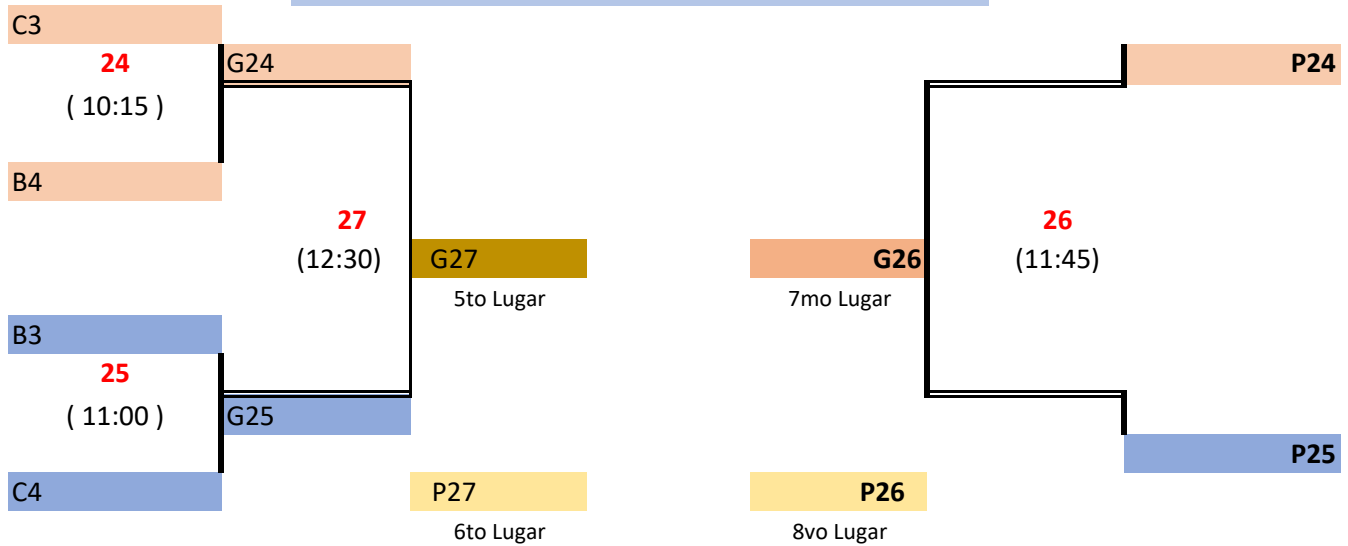 C3
24
( 10:15 )
G24
B4
27
(12:30)
G27
5to Lugar
B3
25
( 11:00 )
G25
C4
P27
6to Lugar
P24
26
(11:45)
G26
7mo Lugar
P25
P26
8vo Lugar